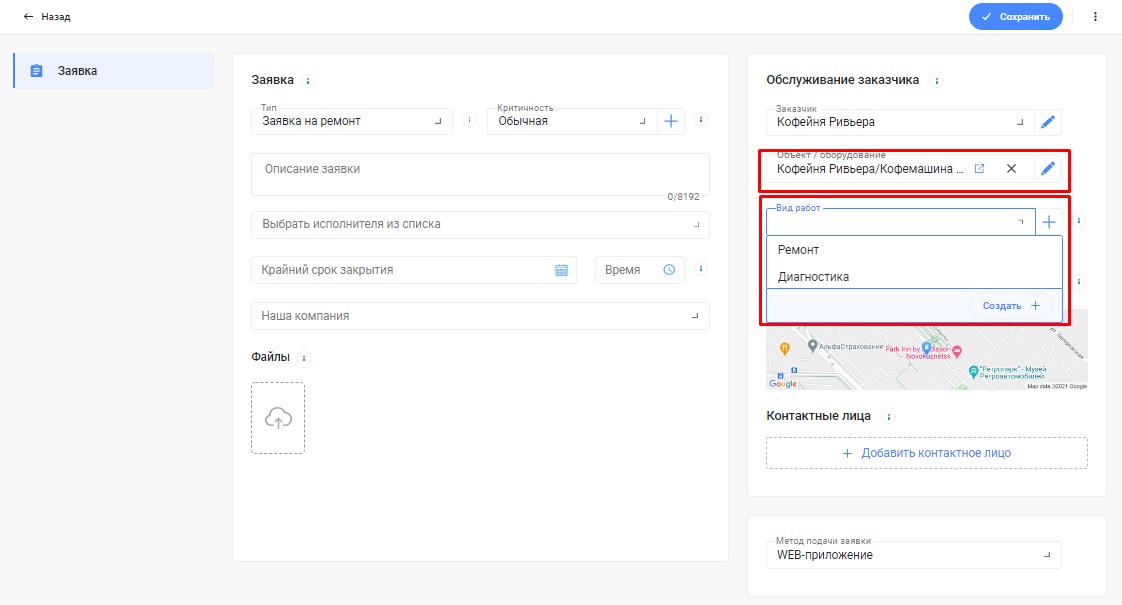 Назад
Сохранить
Заявка
Заявка
Тип
Заявка на ремонт
Критичность
Обычная
Описание заявки
0/8192
Выбрать исполнителя из списка
Крайний срок закрытия
Время
Наша компания
Файлы
Обслуживание заказчика
Заказчик
Кофейня Ривьера
Объект / оборудование
Кофейня Ривьера/Кофемашина ...
Вид работ
Ремонт
Диагностика
Создать
АльфаСтрахование
Park Inn by Radisson
Novokuznetsk
ул. Запорожская
"Ретропарк" - Музей
Ретроавтомобилей
Google
Map data ©2021 Google
Контактные лица
Добавить контактное лицо
Метод подачи заявки
WEB-приложение